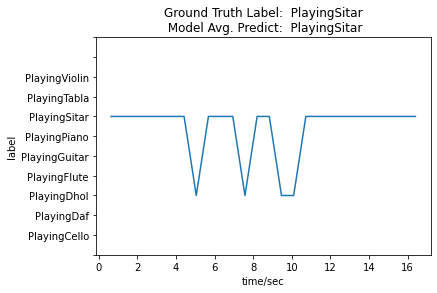 Ground Truth Label:  PlayingSitar
Model Avg. Predict:  PlayingSitar
PlayingViolin
PlayingTabla
PlayingSitar
PlayingPiano
PlayingGuitar
PlayingFlute
PlayingDhol
PlayingDaf
PlayingCello
label
0 2 4 6 8 10 12 14 16
time/sec